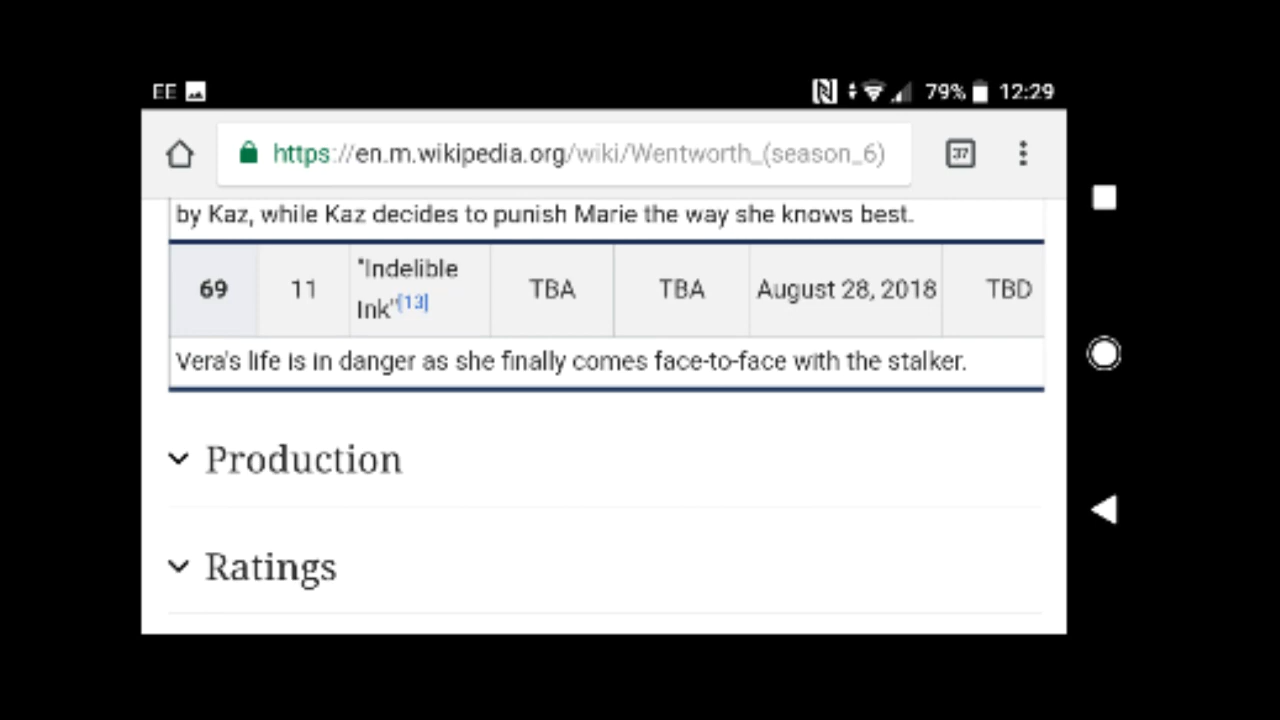 EE 79% 12:29
https://en.m.wikipedia.org/wiki/Wentworth_(season_6) 37
by Kaz, while Kaz decides to punish Marie the way she knows best.
69 11 "Indelible Ink"[13] TBA TBA August 28, 2018 TBD
Vera's life is in danger as she finally comes face-to-face with the stalker.
Production
Ratings